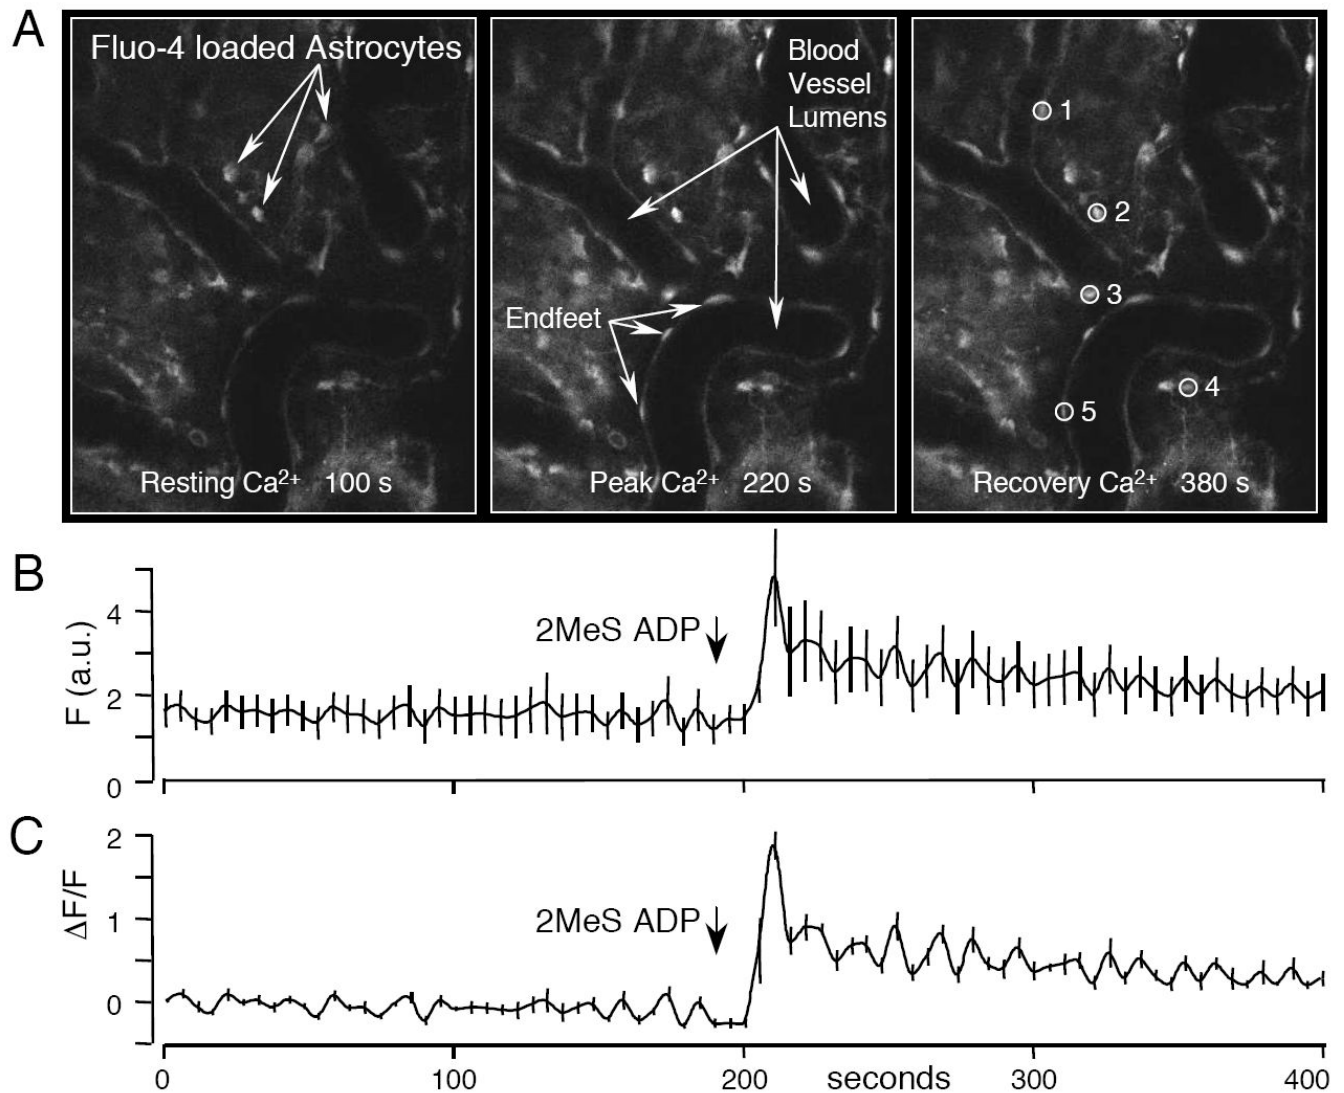 A
Fluo-4 loaded Astrocytes
Resting Ca²⁺ 100 s
Blood
Vessel
Lumens
Endfeet
Peak Ca²⁺ 220 s
1
2
3
4
5
Recovery Ca²⁺ 380 s
B
F (a.u.)
4
2
0
2MeS ADP
C
ΔF/F
2
1
0
2MeS ADP
0
100
200
seconds
300
400